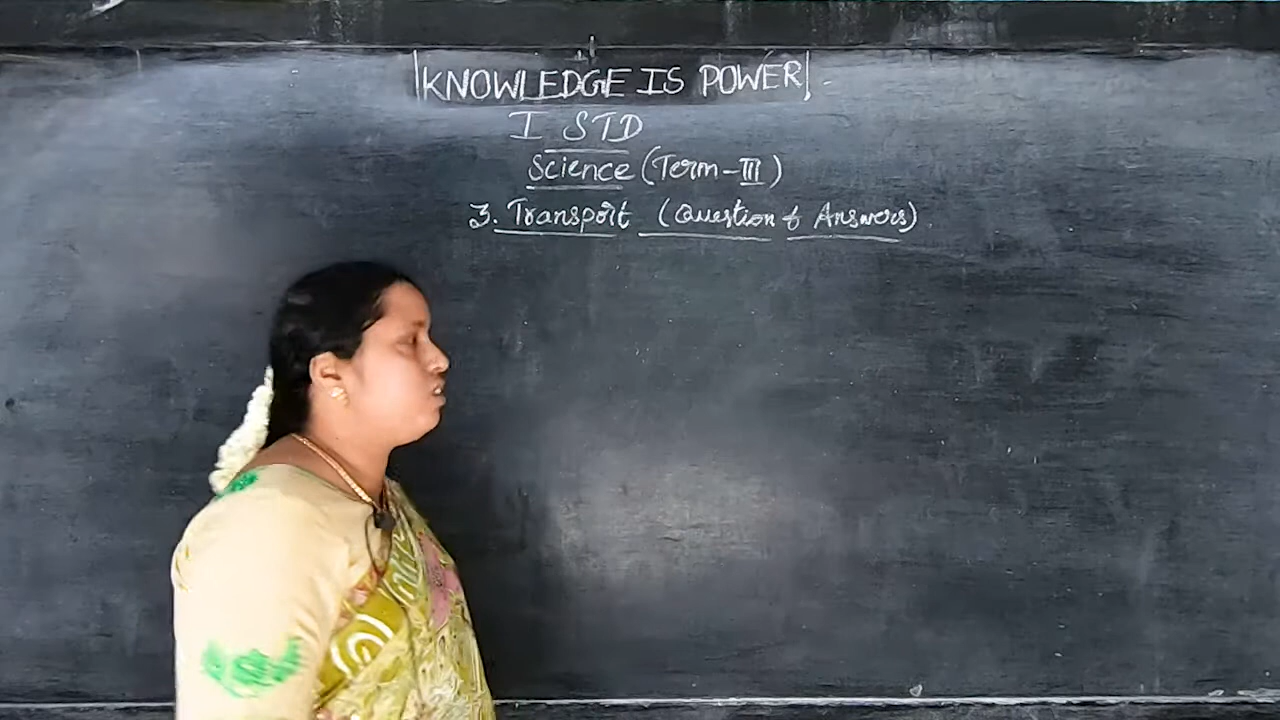 KNOWLEDGE IS POWER
I STD
Science (Term-III)
3. Transport (Question & Answers)